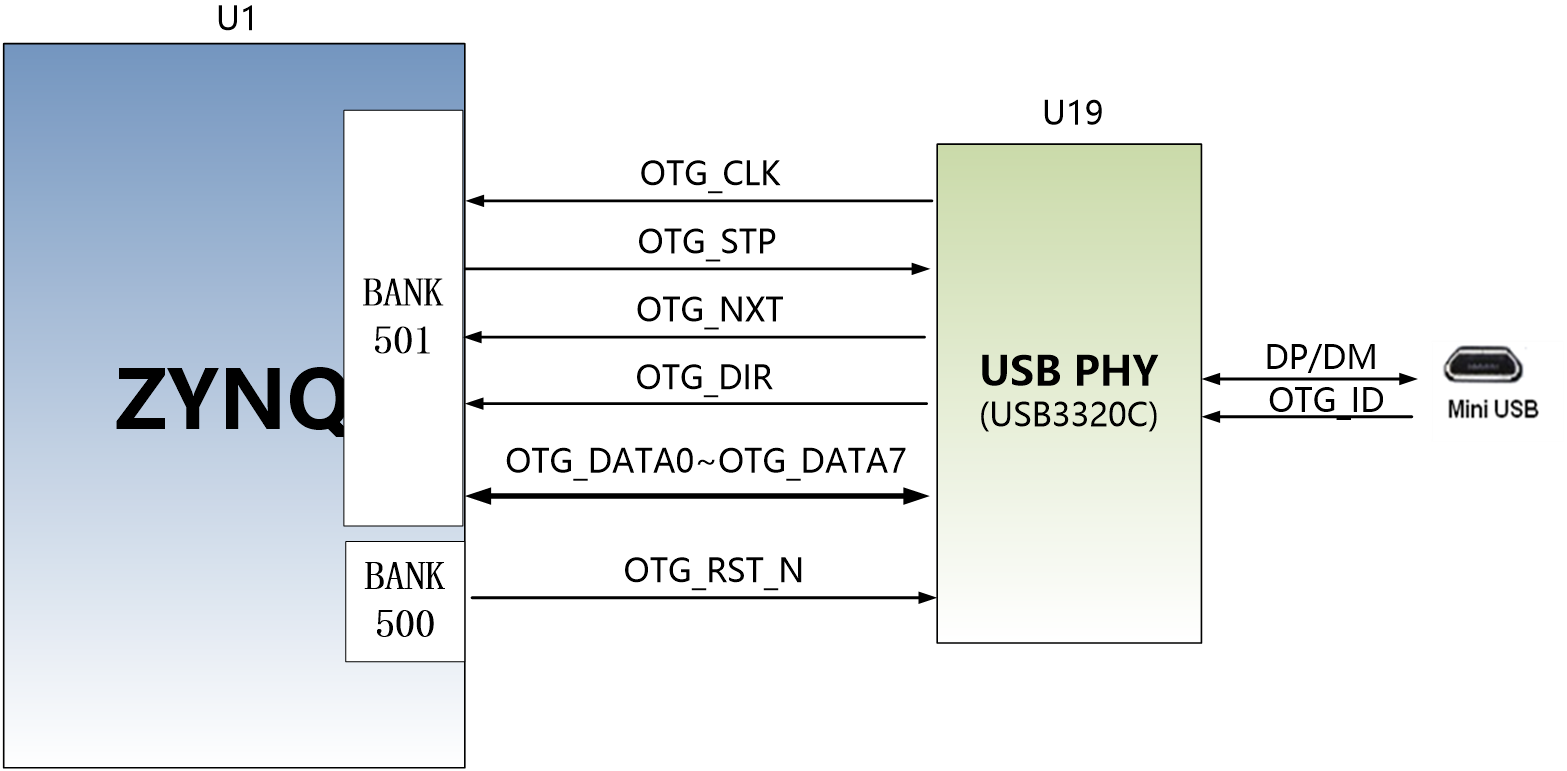 U1
U19
OTG_CLK
OTG_STP
BANK
501
OTG_NXT
ZYNQ
OTG_DIR
USB PHY
(USB3320C)
DP/DM
OTG_ID
Mini USB
OTG_DATA0~OTG_DATA7
BANK
500
OTG_RST_N